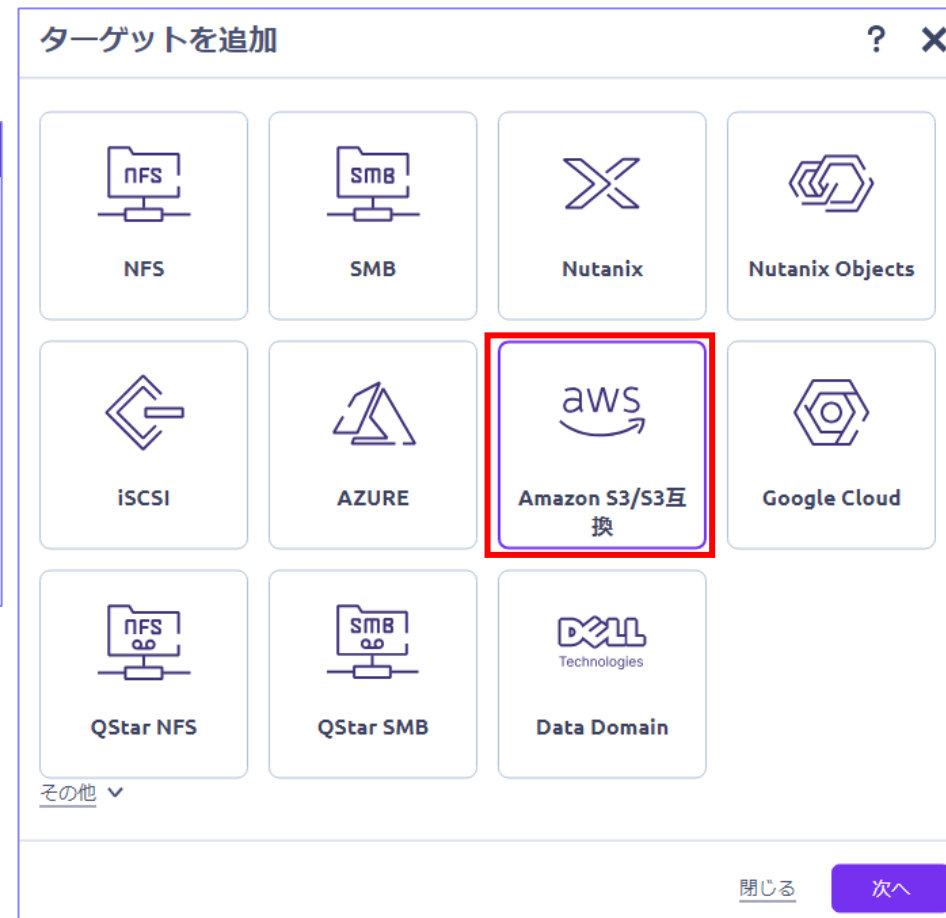 ターゲットを追加
?
NFS
SMB
NFS
SMB
Nutanix
Nutanix Objects
aws
iSCSI
AZURE
Amazon S3/S3互
換
Google Cloud
NFS
SMB
DELL
Technologies
QStar NFS
QStar SMB
Data Domain
その他
閉じる
次へ